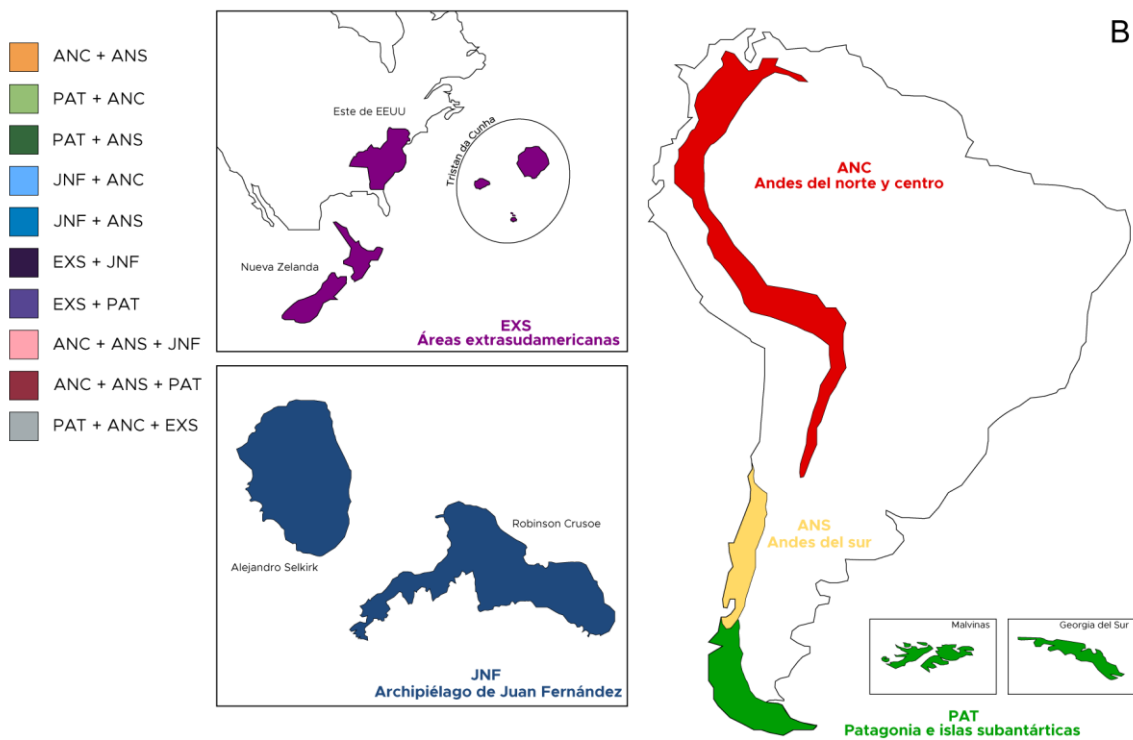 B
ANC + ANS
PAT + ANC
PAT + ANS
JNF + ANC
JNF + ANS
EXS + JNF
EXS + PAT
ANC + ANS + JNF
ANC + ANS + PAT
PAT + ANC + EXS
Este de EEUU
Tristan da Cunha
Nueva Zelanda
EXS
Áreas extrasudamericanas
Robinson Crusoe
Alejandro Selkirk
JNF
Archipiélago de Juan Fernández
ANC
Andes del norte y centro
ANS
Andes del sur
Malvinas
Georgia del Sur
PAT
Patagonia e islas subantárticas